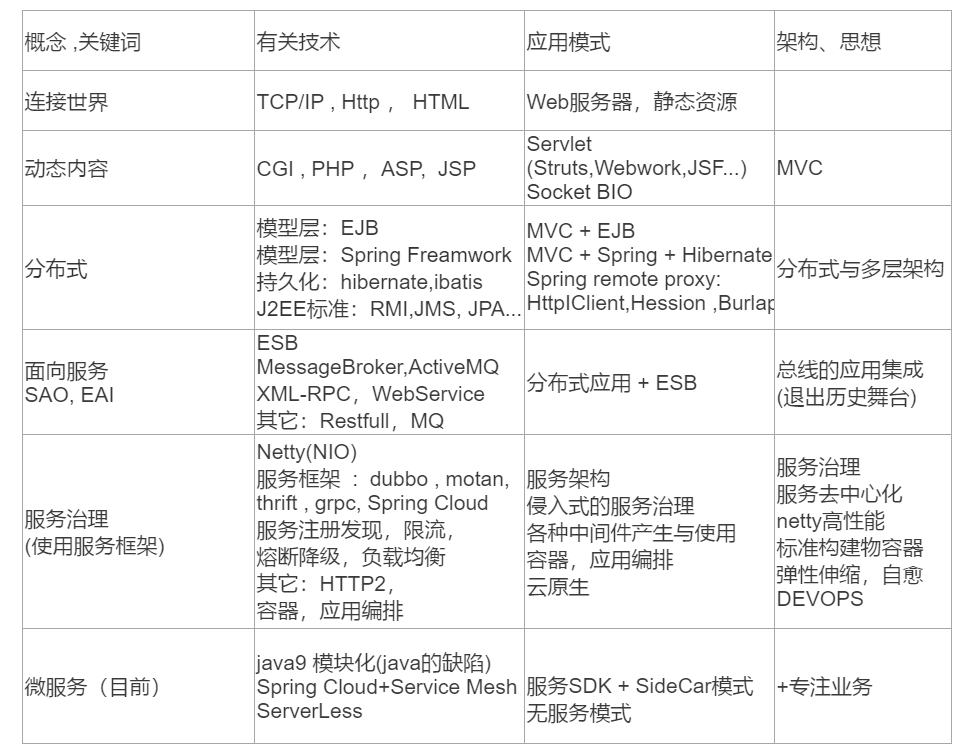 概念 ,关键词
有关技术
应用模式
架构、思想
连接世界
TCP/IP , Http ， HTML
Web服务器，静态资源
动态内容
CGI , PHP ，ASP,  JSP
Servlet
(Struts,Webwork,JSF...)
Socket BIO
MVC
分布式
模型层：EJB
模型层：Spring Freamwork
持久化：hibernate,ibatis
J2EE标准：RMI,JMS, JPA...
MVC + EJB
MVC + Spring + Hibernate
Spring remote proxy:
HttpIClient,Hession ,Burlap
分布式与多层架构
面向服务
SAO, EAI
ESB
MessageBroker,ActiveMQ
XML-RPC，WebService
其它：Restfull，MQ
分布式应用 + ESB
总线的应用集成
(退出历史舞台)
服务治理
(使用服务框架)
Netty(NIO)
服务框架 ：dubbo , motan,
thrift , grpc, Spring Cloud
服务注册发现，限流，
熔断降级，负载均衡
其它：HTTP2，
容器，应用编排
服务架构
侵入式的服务治理
各种中间件产生与使用
容器，应用编排
云原生
服务治理
服务去中心化
netty高性能
标准构建物容器
弹性伸缩，自愈
DEVOPS
微服务（目前）
java9 模块化(java的缺陷)
Spring Cloud+Service Mesh
ServerLess
服务SDK + SideCar模式
无服务模式
+专注业务